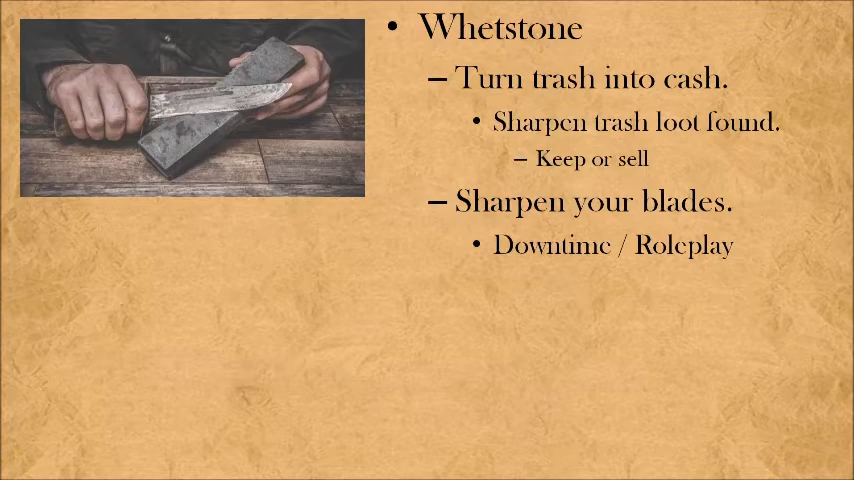 • Whetstone
– Turn trash into cash.
• Sharpen trash loot found.
– Keep or sell
– Sharpen your blades.
• Downtime / Roleplay